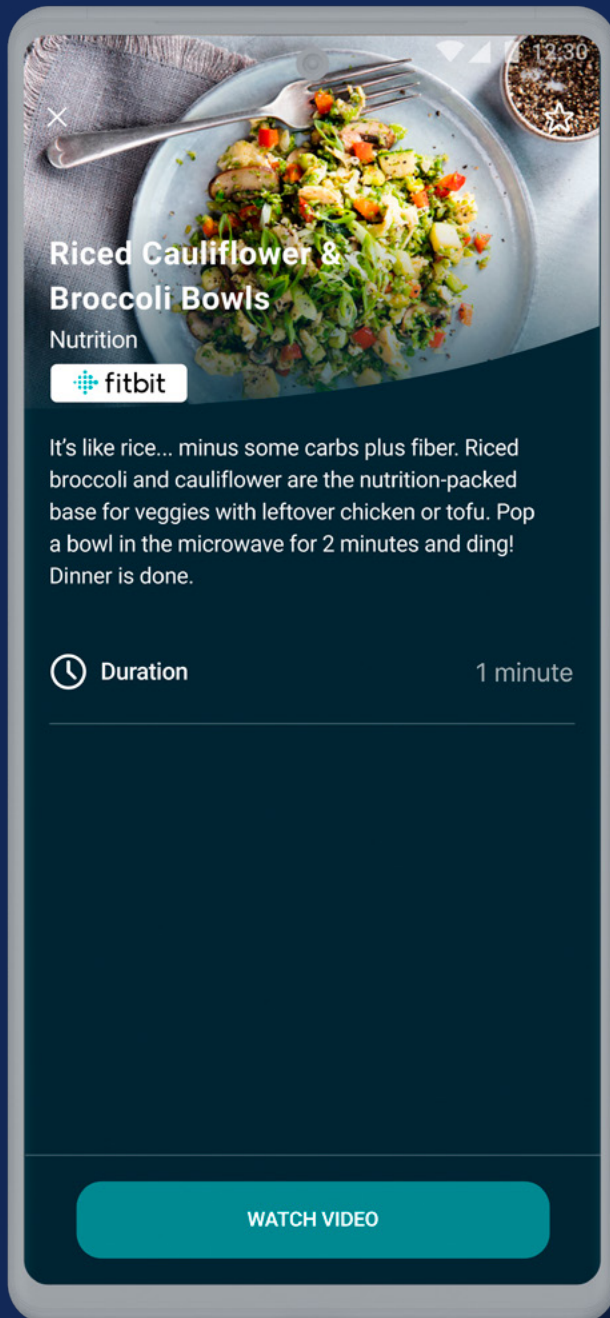 12:30
Riced Cauliflower &
Broccoli Bowls
Nutrition
fitbit
It's like rice... minus some carbs plus fiber. Riced
broccoli and cauliflower are the nutrition-packed
base for veggies with leftover chicken or tofu. Pop
a bowl in the microwave for 2 minutes and ding!
Dinner is done.
Duration
1 minute
WATCH VIDEO